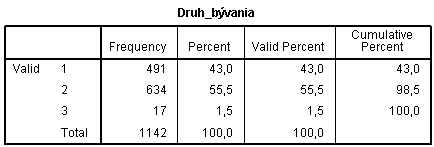 Druh_bývania
Frequency Percent Valid Percent Cumulative Percent
Valid 1 491 43,0 43,0 43,0
2 634 55,5 55,5 98,5
3 17 1,5 1,5 100,0
Total 1142 100,0 100,0